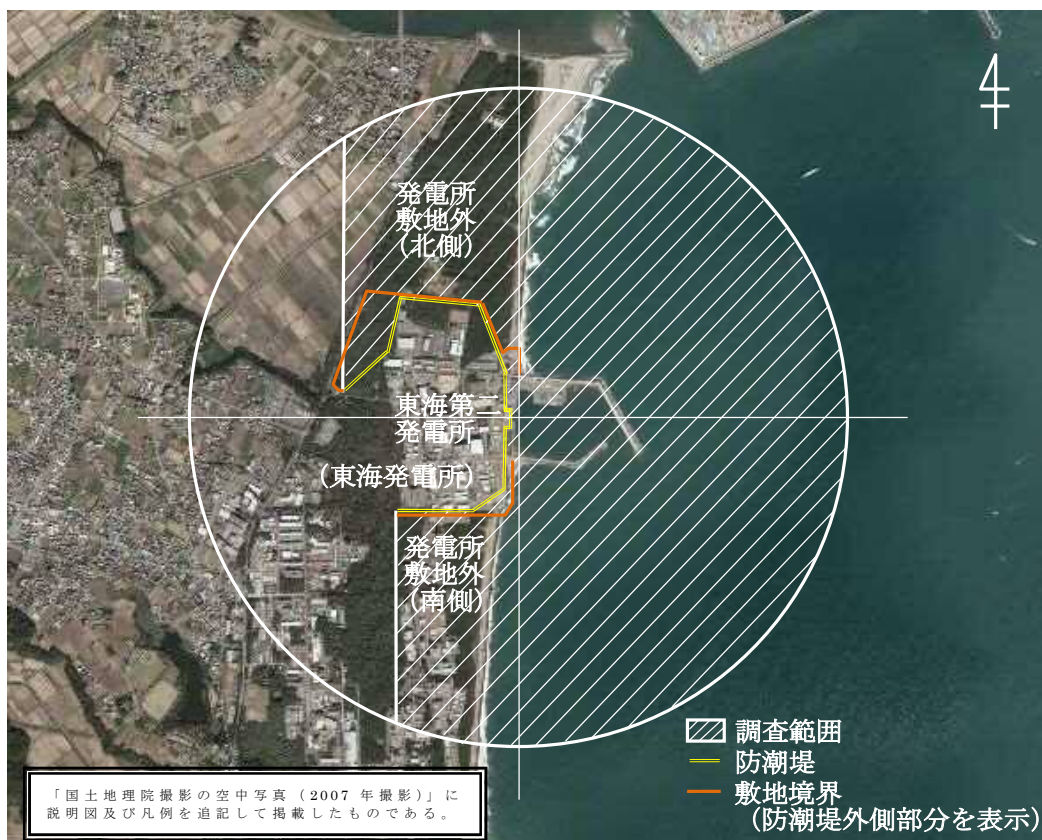 発電所
敷地外
(北側)
東海第二
発電所
(東海発電所)
発電所
敷地外
(南側)
調査範囲
防潮堤
敷地境界
(防潮堤外側部分を表示)
「国土地理院撮影の空中写真（2007 年撮影）」に
説明図及び凡例を追記して掲載したものである。